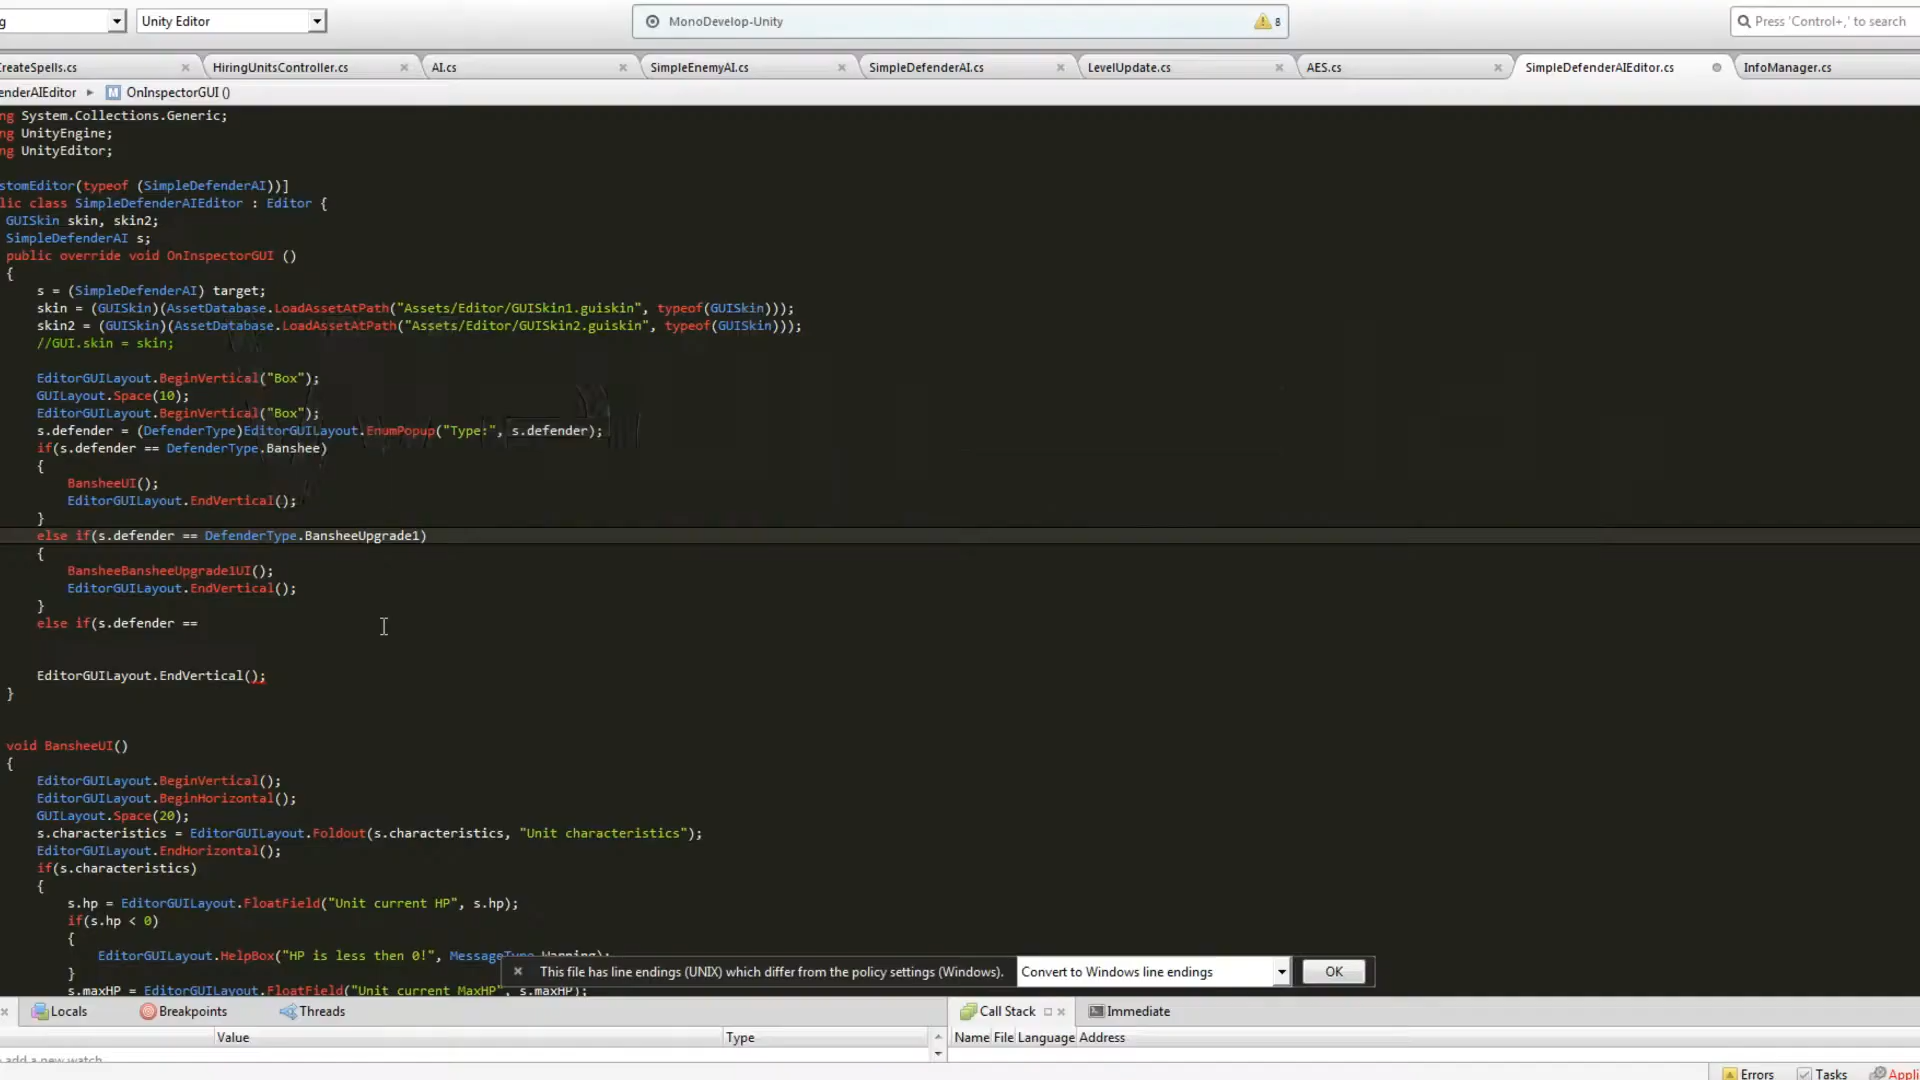 g Unity Editor MonoDevelop-Unity 8 Press 'Control+,' to search
reateSpells.cs HiringUnitsController.cs AI.cs SimpleEnemyAI.cs SimpleDefenderAI.cs LevelUpdate.cs AES.cs SimpleDefenderAIEditor.cs InfoManager.cs
enderAIEditor ▸ M OnInspectorGUI ()
ng System.Collections.Generic;
ng UnityEngine;
ng UnityEditor;
stomEditor(typeof (SimpleDefenderAI))]
lic class SimpleDefenderAIEditor : Editor {
GUISkin skin, skin2;
SimpleDefenderAI s;
public override void OnInspectorGUI ()
{
s = (SimpleDefenderAI) target;
skin = (GUISkin)(AssetDatabase.LoadAssetAtPath("Assets/Editor/GUISkin1.guiskin", typeof(GUISkin)));
skin2 = (GUISkin)(AssetDatabase.LoadAssetAtPath("Assets/Editor/GUISkin2.guiskin", typeof(GUISkin)));
//GUI.skin = skin;
EditorGUILayout.BeginVertical("Box");
GUILayout.Space(10);
EditorGUILayout.BeginVertical("Box");
s.defender = (DefenderType)EditorGUILayout.EnumPopup("Type:", s.defender);
if(s.defender == DefenderType.Banshee)
{
BansheeUI();
EditorGUILayout.EndVertical();
}
else if(s.defender == DefenderType.BansheeUpgrade1)
{
BansheeBansheeUpgrade1UI();
EditorGUILayout.EndVertical();
}
else if(s.defender ==
EditorGUILayout.EndVertical();
}
void BansheeUI()
{
EditorGUILayout.BeginVertical();
EditorGUILayout.BeginHorizontal();
GUILayout.Space(20);
s.characteristics = EditorGUILayout.Foldout(s.characteristics, "Unit characteristics");
EditorGUILayout.EndHorizontal();
if(s.characteristics)
{
s.hp = EditorGUILayout.FloatField("Unit current HP", s.hp);
if(s.hp < 0)
{
EditorGUILayout.HelpBox("HP is less then 0!", MessageType.Warning);
}
This file has line endings (UNIX) which differ from the policy settings (Windows). Convert to Windows line endings OK
s.maxHP = EditorGUILayout.FloatField("Unit current MaxHP", s.maxHP);
Locals Breakpoints Threads Call Stack Immediate
Value Type Name File Language Address
add a new watch
Errors Tasks Appli